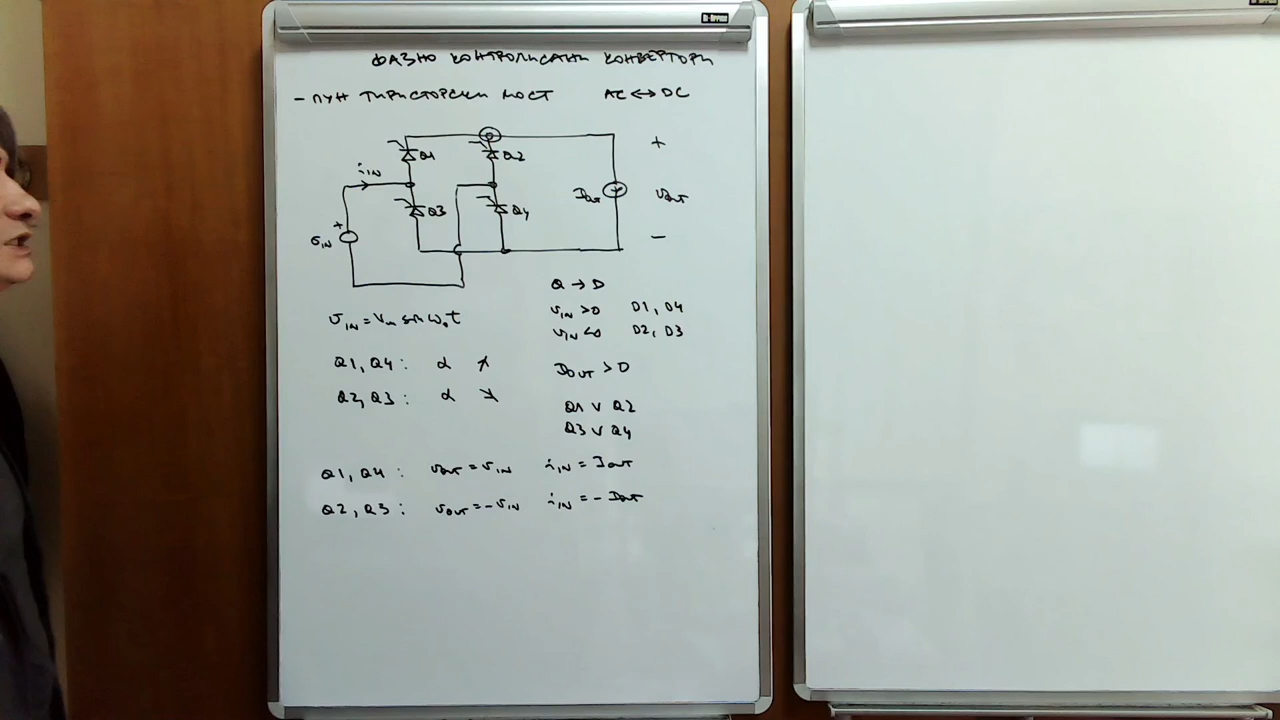 ФАЗНО КОНТРОЛИСАНИ КОНВЕРТОРИ
- ПУН ТИРИСТОРСКИ МОСТ AC ↔ DC
Q1 Q2
+
i_IN
I_OUT v_OUT
Q3 Q4
+
v_IN
-
Q → D
v_IN > 0 D1, D4
v_IN = V_m sin ω_0 t
v_IN < 0 D2, D3
Q1, Q4 : α ↗
I_OUT > 0
Q2, Q3 : α ↘
Q1 ∨ Q2
Q3 ∨ Q4
Q1, Q4 : v_OUT = v_IN i_IN = I_OUT
Q2, Q3 : v_OUT = -v_IN i_IN = -I_OUT